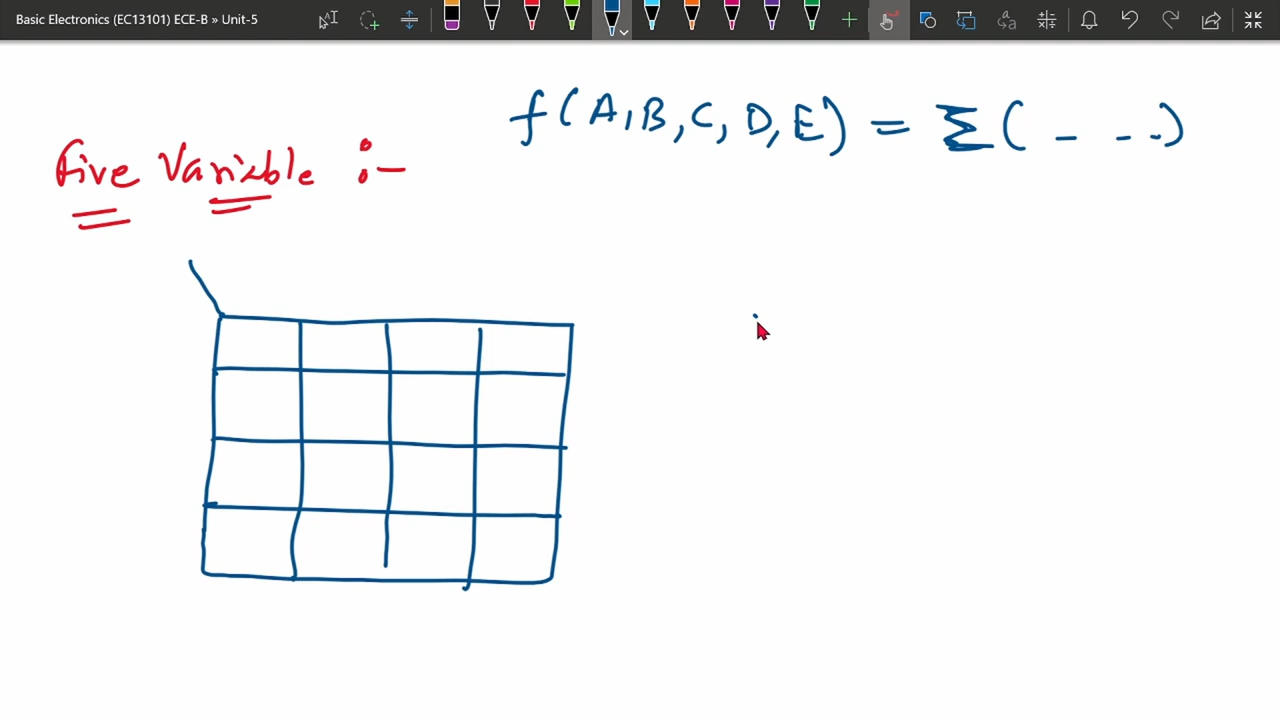 Basic Electronics (EC13101) ECE-B » Unit-5
f(A,B,C,D,E) = Σ( - - - )
Five Variable :-